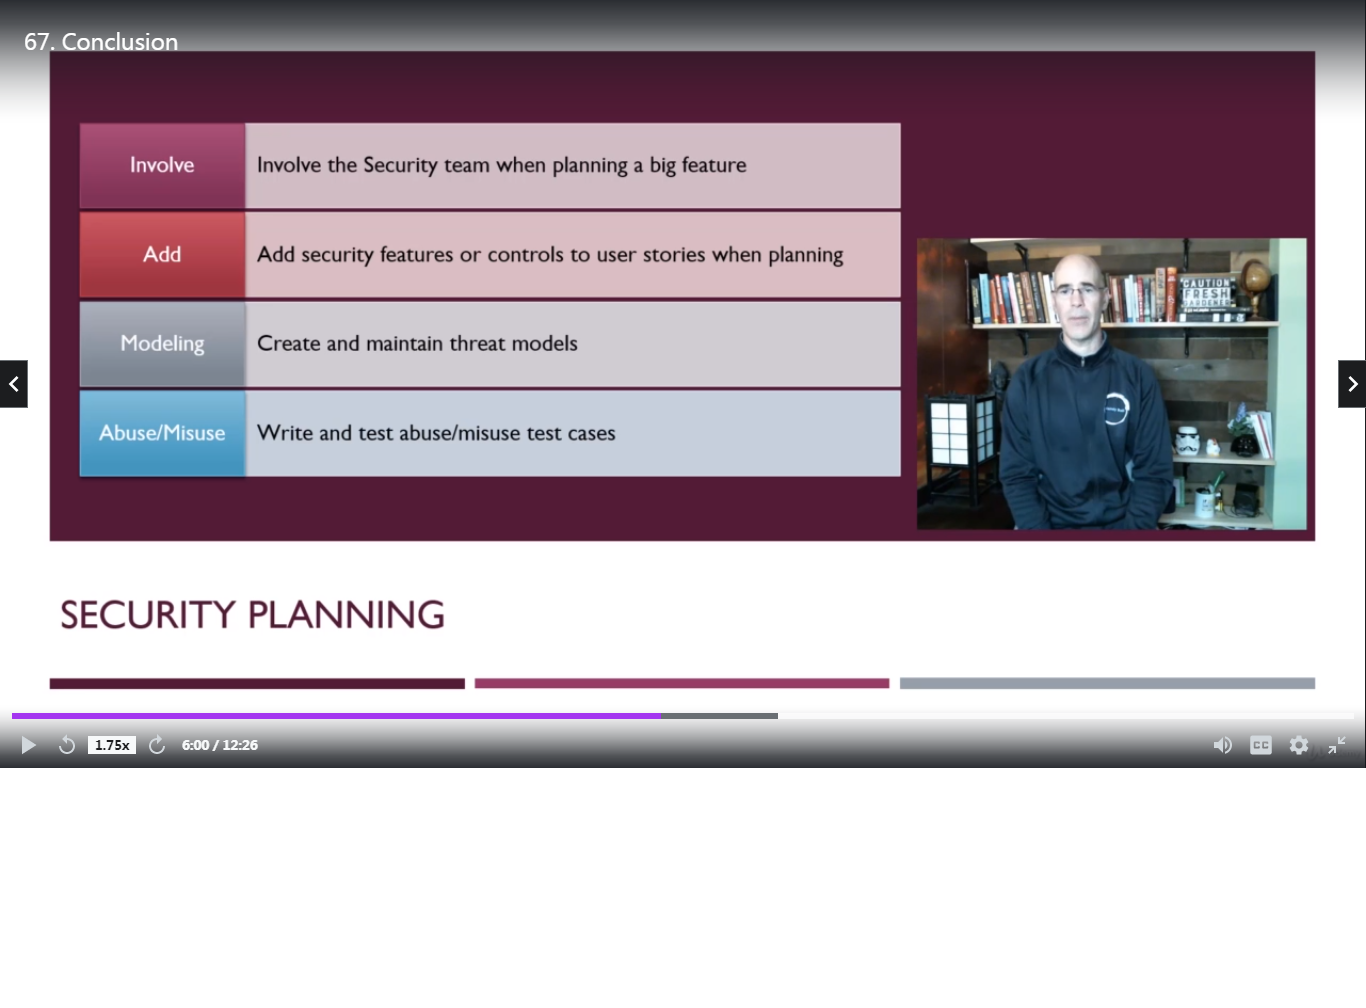 67. Conclusion
Involve
Involve the Security team when planning a big feature
Add
Add security features or controls to user stories when planning
Modeling
Create and maintain threat models
Abuse/Misuse
Write and test abuse/misuse test cases
CAUTION
FRESH
GARDENER
SECURITY PLANNING
1.75x
6:00 / 12:26
CC